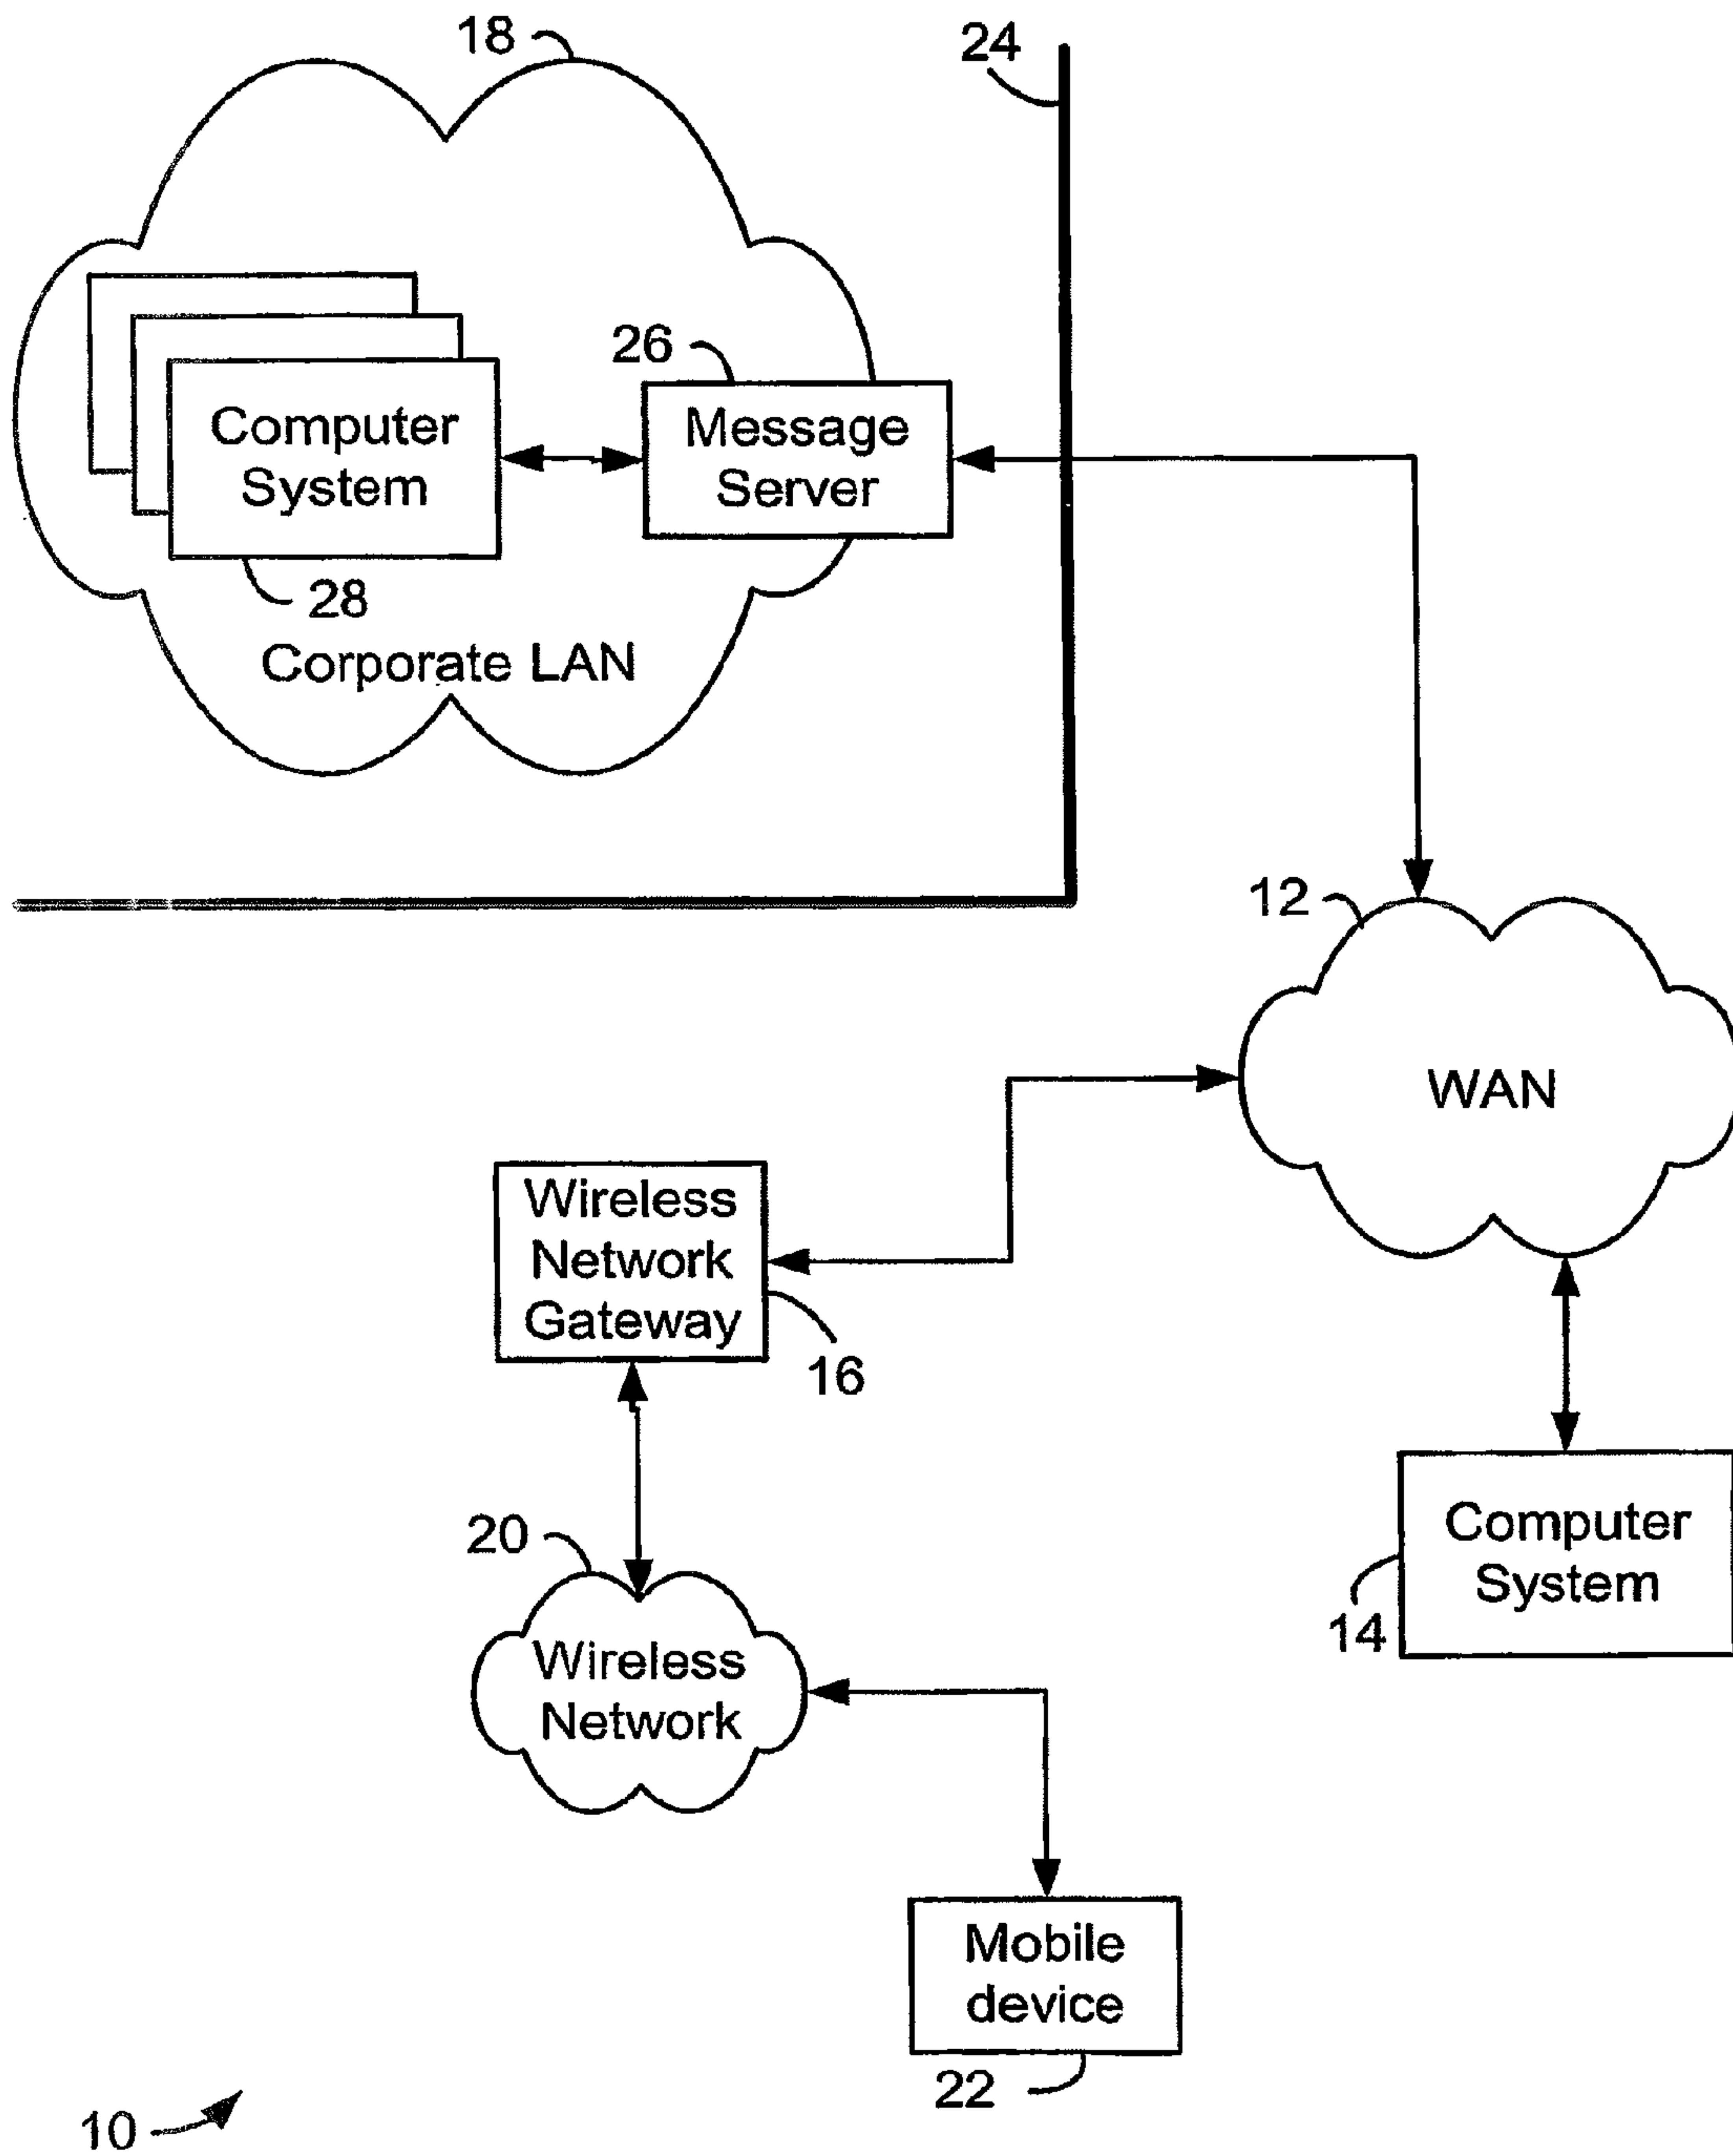 18
24
26
Computer
System
Message
Server
28
Corporate LAN
12
WAN
Wireless
Network
Gateway
16
20
Computer
System
14
Wireless
Network
Mobile
device
22
10